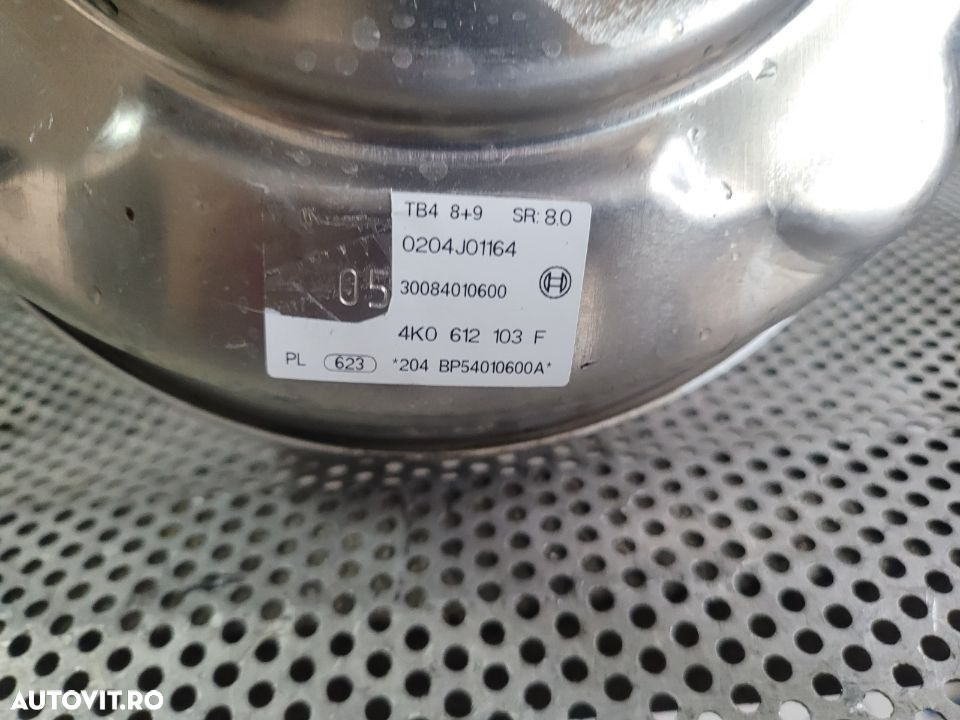 TB4 8+9 SR: 8.0
0204J01164
05 30084010600
4K0 612 103 F
PL 623 *204 BP54010600A*
AUTOVIT.RO